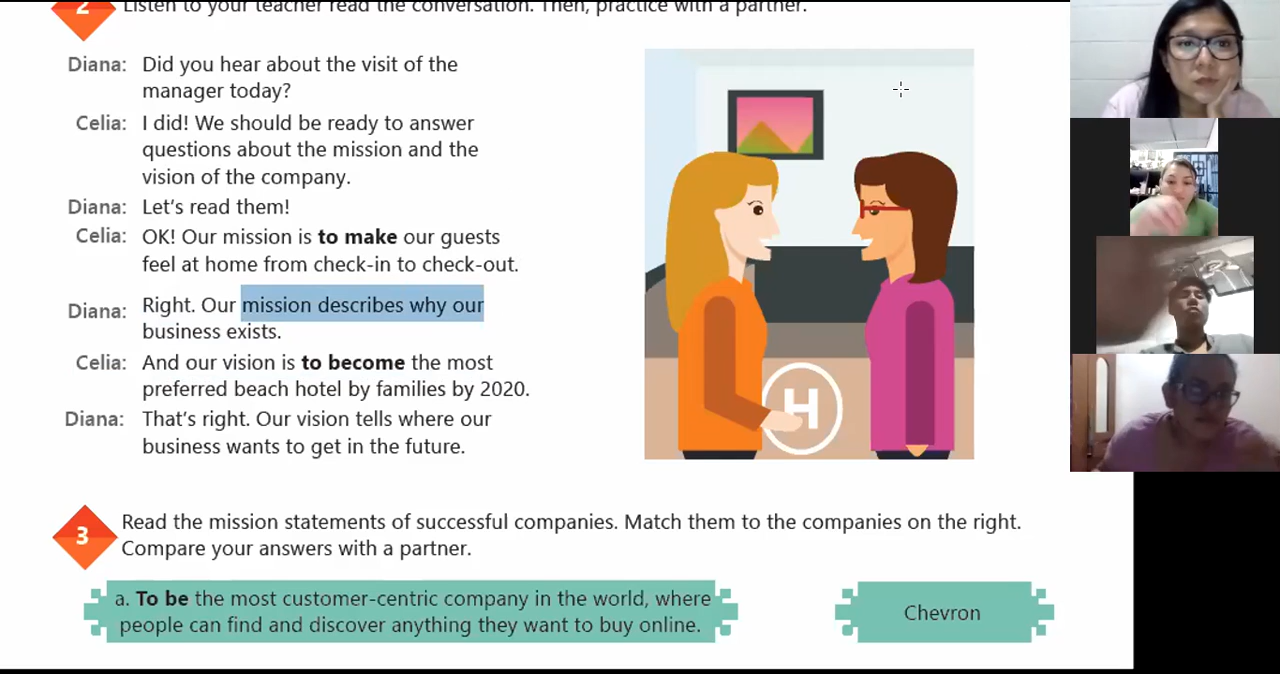 2 Listen to your teacher read the conversation. Then, practice with a partner.
Diana: Did you hear about the visit of the
manager today?
Celia: I did! We should be ready to answer
questions about the mission and the
vision of the company.
Diana: Let's read them!
Celia: OK! Our mission is to make our guests
feel at home from check-in to check-out.
Diana: Right. Our mission describes why our
business exists.
Celia: And our vision is to become the most
preferred beach hotel by families by 2020.
Diana: That's right. Our vision tells where our
business wants to get in the future.
H
3 Read the mission statements of successful companies. Match them to the companies on the right.
Compare your answers with a partner.
a. To be the most customer-centric company in the world, where
people can find and discover anything they want to buy online.
Chevron